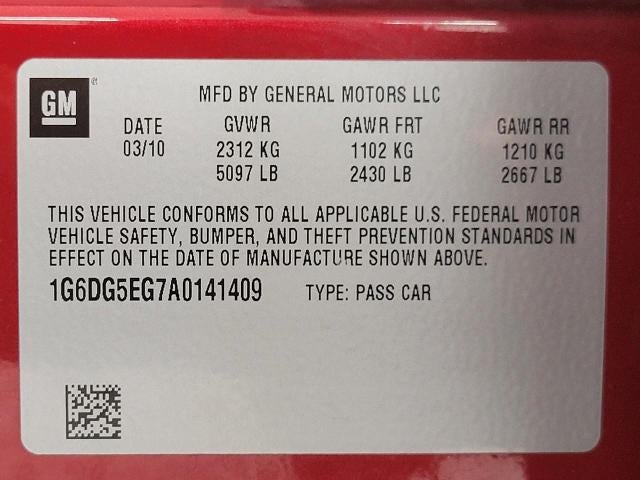 GM
MFD BY GENERAL MOTORS LLC
DATE GVWR GAWR FRT GAWR RR
03/10 2312 KG 1102 KG 1210 KG
5097 LB 2430 LB 2667 LB
THIS VEHICLE CONFORMS TO ALL APPLICABLE U.S. FEDERAL MOTOR
VEHICLE SAFETY, BUMPER, AND THEFT PREVENTION STANDARDS IN
EFFECT ON THE DATE OF MANUFACTURE SHOWN ABOVE.
1G6DG5EG7A0141409 TYPE: PASS CAR